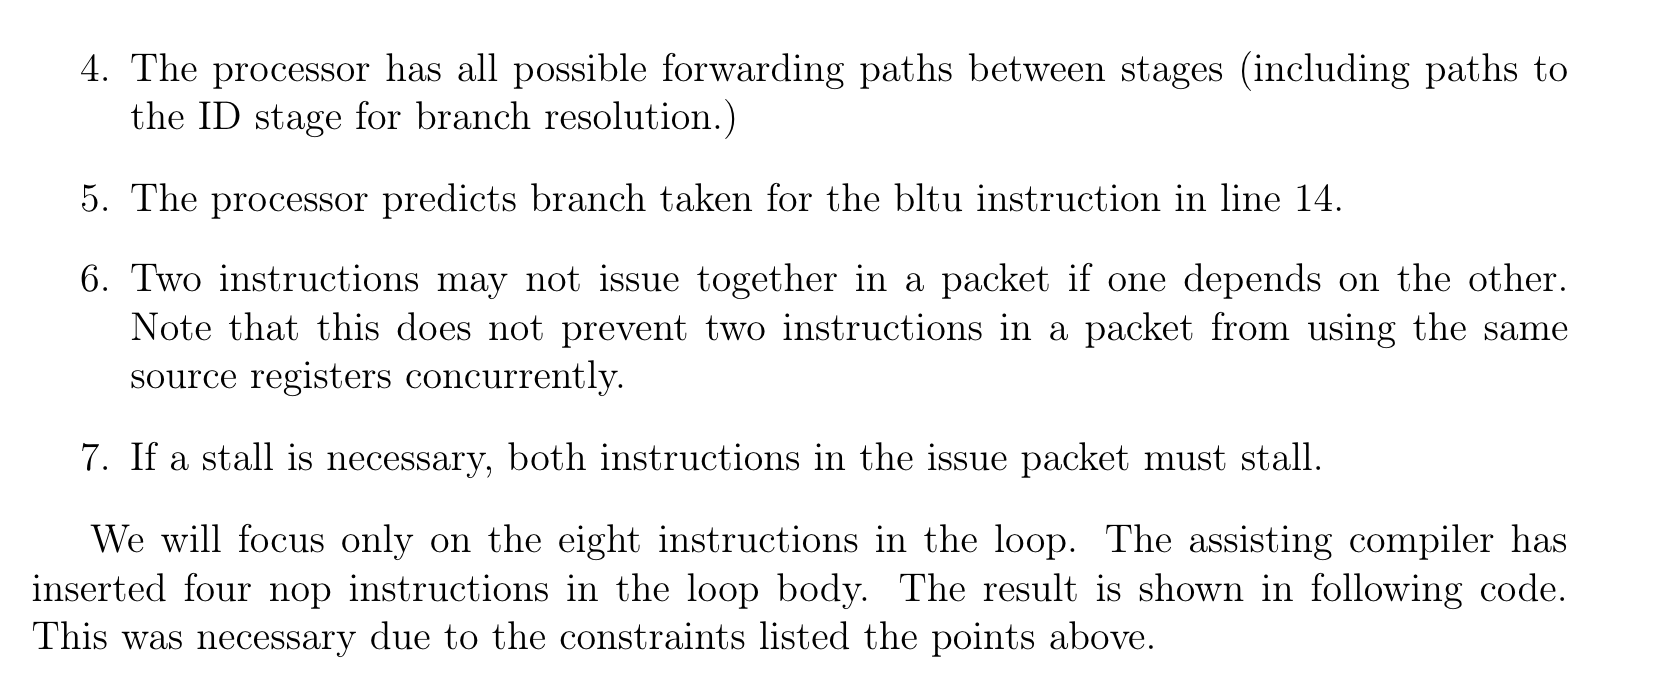 4. The processor has all possible forwarding paths between stages (including paths to
the ID stage for branch resolution.)
5. The processor predicts branch taken for the bltu instruction in line 14.
6. Two instructions may not issue together in a packet if one depends on the other.
Note that this does not prevent two instructions in a packet from using the same
source registers concurrently.
7. If a stall is necessary, both instructions in the issue packet must stall.
We will focus only on the eight instructions in the loop. The assisting compiler has
inserted four nop instructions in the loop body. The result is shown in following code.
This was necessary due to the constraints listed the points above.